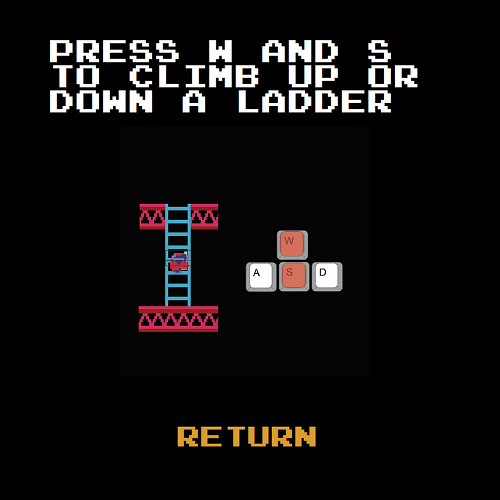 PRESS W AND S
TO CLIMB UP OR
DOWN A LADDER
W
A S D
RETURN